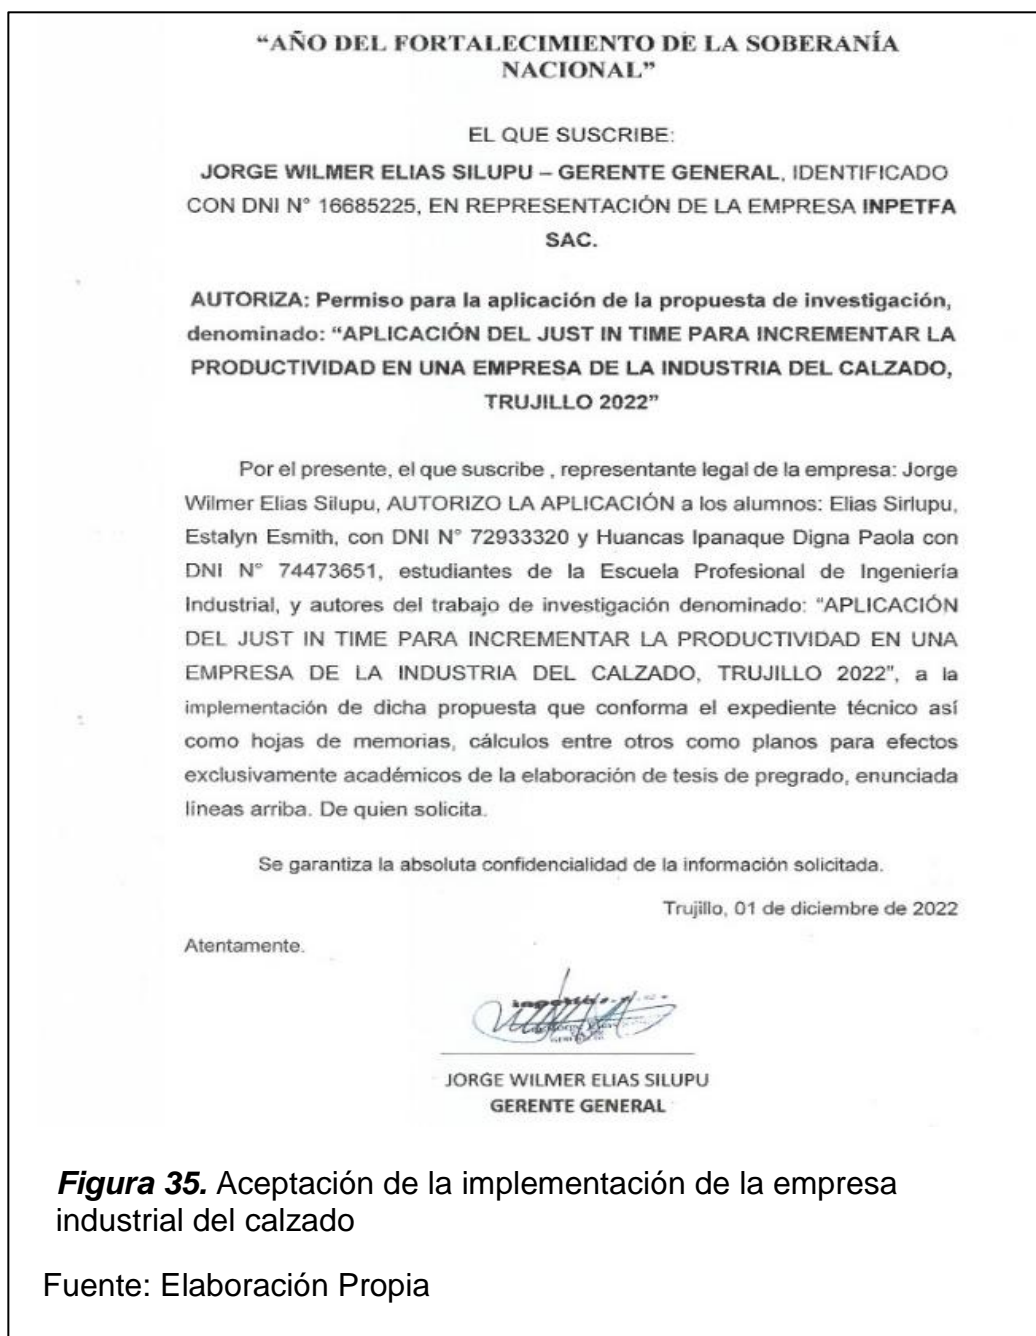 “AÑO DEL FORTALECIMIENTO DE LA SOBERANÍA
NACIONAL”
EL QUE SUSCRIBE:
JORGE WILMER ELIAS SILUPU – GERENTE GENERAL, IDENTIFICADO
CON DNI N° 16685225, EN REPRESENTACIÓN DE LA EMPRESA INPETFA
SAC.
AUTORIZA: Permiso para la aplicación de la propuesta de investigación,
denominado: “APLICACIÓN DEL JUST IN TIME PARA INCREMENTAR LA
PRODUCTIVIDAD EN UNA EMPRESA DE LA INDUSTRIA DEL CALZADO,
TRUJILLO 2022”
Por el presente, el que suscribe , representante legal de la empresa: Jorge
Wilmer Elias Silupu, AUTORIZO LA APLICACIÓN a los alumnos: Elias Sirlupu,
Estalyn Esmith, con DNI N° 72933320 y Huancas Ipanaque Digna Paola con
DNI N° 74473651, estudiantes de la Escuela Profesional de Ingeniería
Industrial, y autores del trabajo de investigación denominado: “APLICACIÓN
DEL JUST IN TIME PARA INCREMENTAR LA PRODUCTIVIDAD EN UNA
EMPRESA DE LA INDUSTRIA DEL CALZADO, TRUJILLO 2022”, a la
implementación de dicha propuesta que conforma el expediente técnico así
como hojas de memorias, cálculos entre otros como planos para efectos
exclusivamente académicos de la elaboración de tesis de pregrado, enunciada
líneas arriba. De quien solicita.
Se garantiza la absoluta confidencialidad de la información solicitada.
Trujillo, 01 de diciembre de 2022
Atentamente.
JORGE WILMER ELIAS SILUPU
GERENTE GENERAL
Figura 35. Aceptación de la implementación de la empresa
industrial del calzado
Fuente: Elaboración Propia